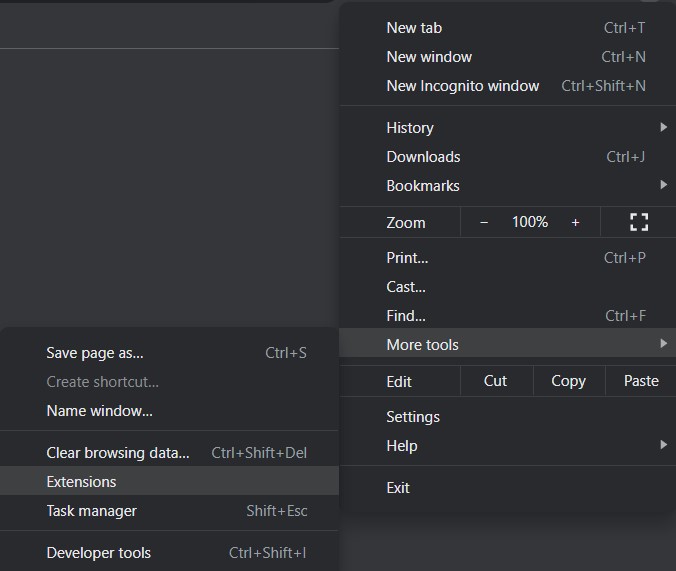 New tab Ctrl+T
New window Ctrl+N
New Incognito window Ctrl+Shift+N
History
Downloads Ctrl+J
Bookmarks
Zoom − 100% +
Print... Ctrl+P
Cast...
Find... Ctrl+F
More tools
Edit Cut Copy Paste
Settings
Help
Exit
Save page as... Ctrl+S
Create shortcut...
Name window...
Clear browsing data... Ctrl+Shift+Del
Extensions
Task manager Shift+Esc
Developer tools Ctrl+Shift+I